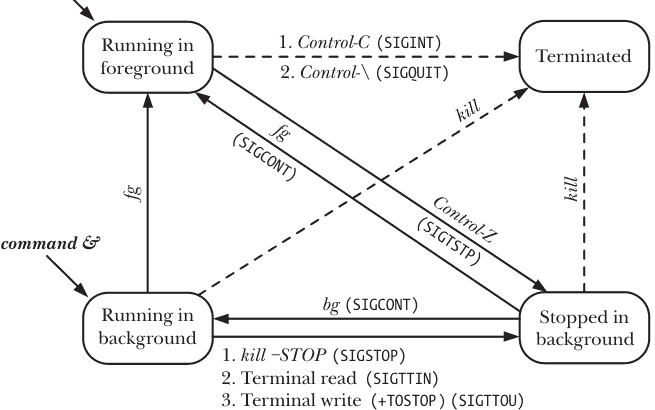 Running in
foreground
1. Control-C (SIGINT)
2. Control-\ (SIGQUIT)
Terminated
kill
fg
(SIGCONT)
fg
kill
Control-Z
(SIGTSTP)
command &
Running in
background
bg (SIGCONT)
Stopped in
background
1. kill –STOP (SIGSTOP)
2. Terminal read (SIGTTIN)
3. Terminal write (+TOSTOP) (SIGTTOU)